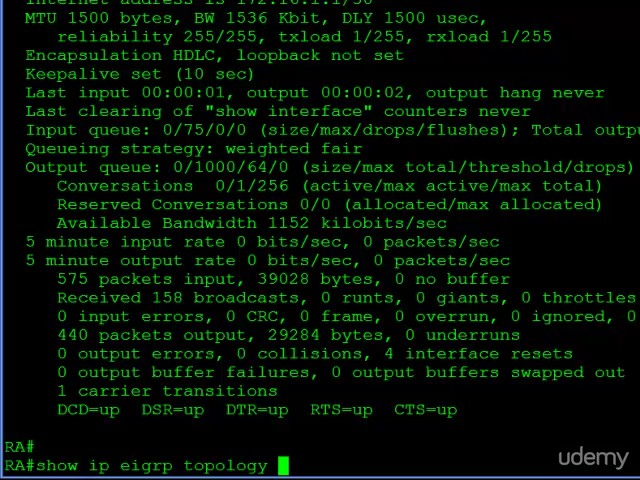 MTU 1500 bytes, BW 1536 Kbit, DLY 1500 usec,
reliability 255/255, txload 1/255, rxload 1/255
Encapsulation HDLC, loopback not set
Keepalive set (10 sec)
Last input 00:00:01, output 00:00:02, output hang never
Last clearing of "show interface" counters never
Input queue: 0/75/0/0 (size/max/drops/flushes); Total outpu
Queueing strategy: weighted fair
Output queue: 0/1000/64/0 (size/max total/threshold/drops)
Conversations  0/1/256 (active/max active/max total)
Reserved Conversations 0/0 (allocated/max allocated)
Available Bandwidth 1152 kilobits/sec
5 minute input rate 0 bits/sec, 0 packets/sec
5 minute output rate 0 bits/sec, 0 packets/sec
575 packets input, 39028 bytes, 0 no buffer
Received 158 broadcasts, 0 runts, 0 giants, 0 throttles
0 input errors, 0 CRC, 0 frame, 0 overrun, 0 ignored, 0
440 packets output, 29284 bytes, 0 underruns
0 output errors, 0 collisions, 4 interface resets
0 output buffer failures, 0 output buffers swapped out
1 carrier transitions
DCD=up  DSR=up  DTR=up  RTS=up  CTS=up
RA#
RA#show ip eigrp topology
udemy